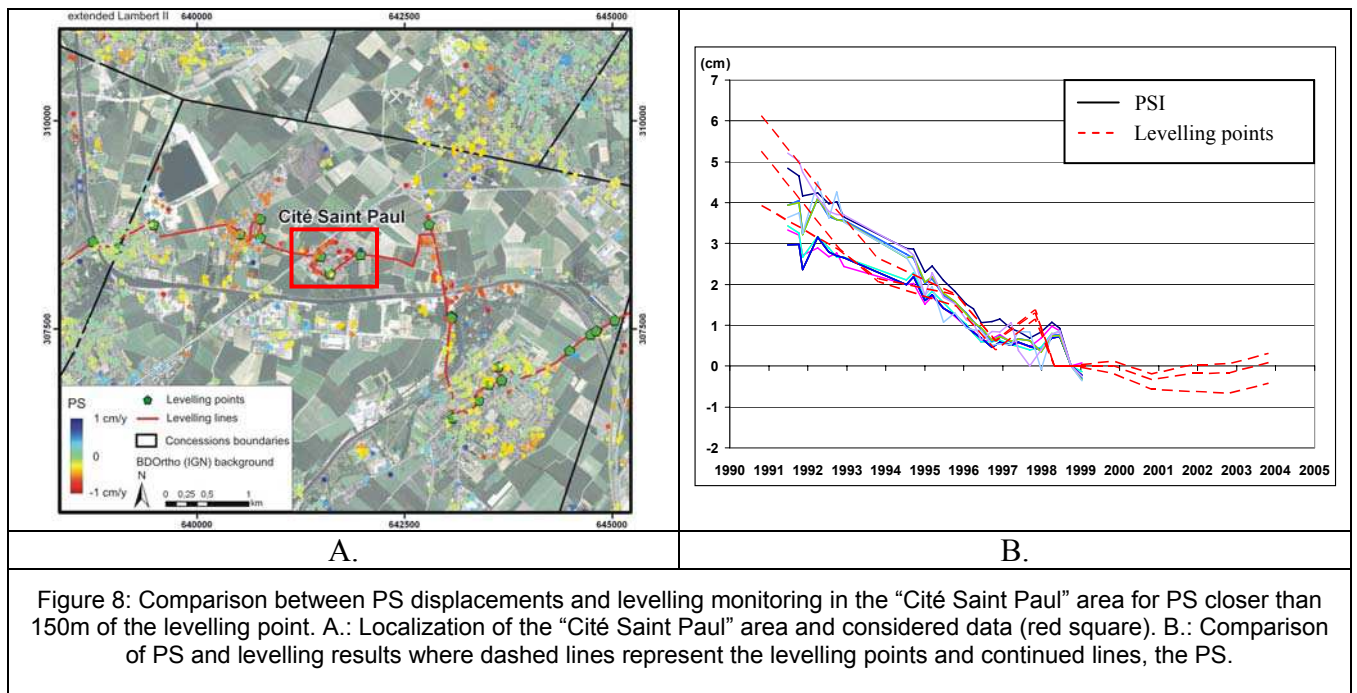 extended Lambert II
640000
642500
645000
310000
310000
307500
307500
Cité Saint Paul
PS
1 cm/y
0
-1 cm/y
Levelling points
Levelling lines
Concessions boundaries
BDOrtho (IGN) background
N
0 0,25 0,5 1
km
640000
642500
645000
(cm)
7
6
5
4
3
2
1
0
-1
-2
PSI
Levelling points
1990 1991 1992 1993 1994 1995 1996 1997 1998 1999 2000 2001 2002 2003 2004 2005
A.
B.
Figure 8: Comparison between PS displacements and levelling monitoring in the “Cité Saint Paul” area for PS closer than
150m of the levelling point. A.: Localization of the “Cité Saint Paul” area and considered data (red square). B.: Comparison
of PS and levelling results where dashed lines represent the levelling points and continued lines, the PS.